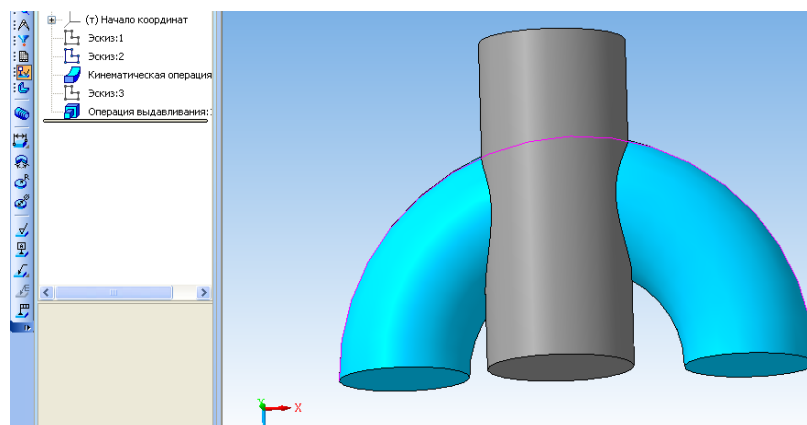 (т) Начало координат
Эскиз:1
Эскиз:2
Кинематическая операция
Эскиз:3
Операция выдавливания:
Y
X